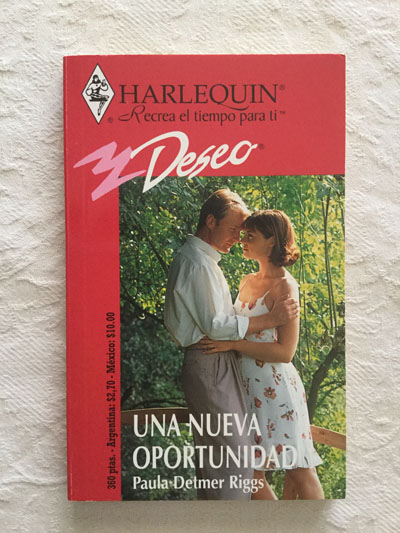 HARLEQUIN®
® Recrea el tiempo para ti™
Deseo®
360 ptas. - Argentina: $2,70 - México: $10.00
UNA NUEVA
OPORTUNIDAD
Paula Detmer Riggs